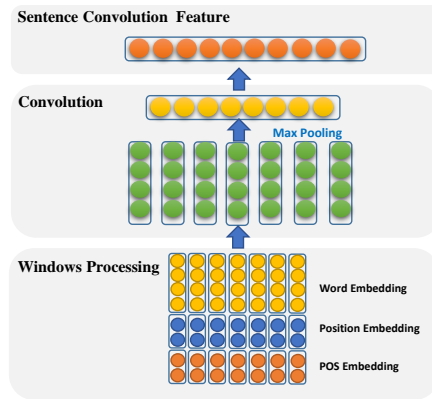 Sentence Convolution Feature
Convolution
Max Pooling
Windows Processing
Word Embedding
Position Embedding
POS Embedding